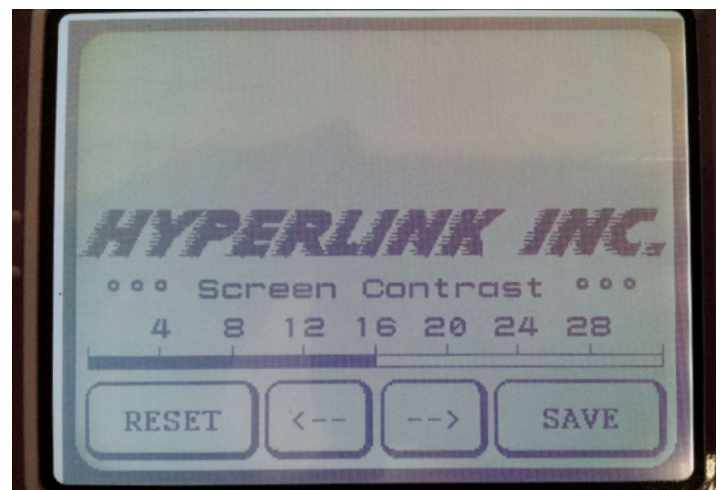 HYPERLINK INC.
°°° Screen Contrast °°°
4 8 12 16 20 24 28
RESET <-- --> SAVE